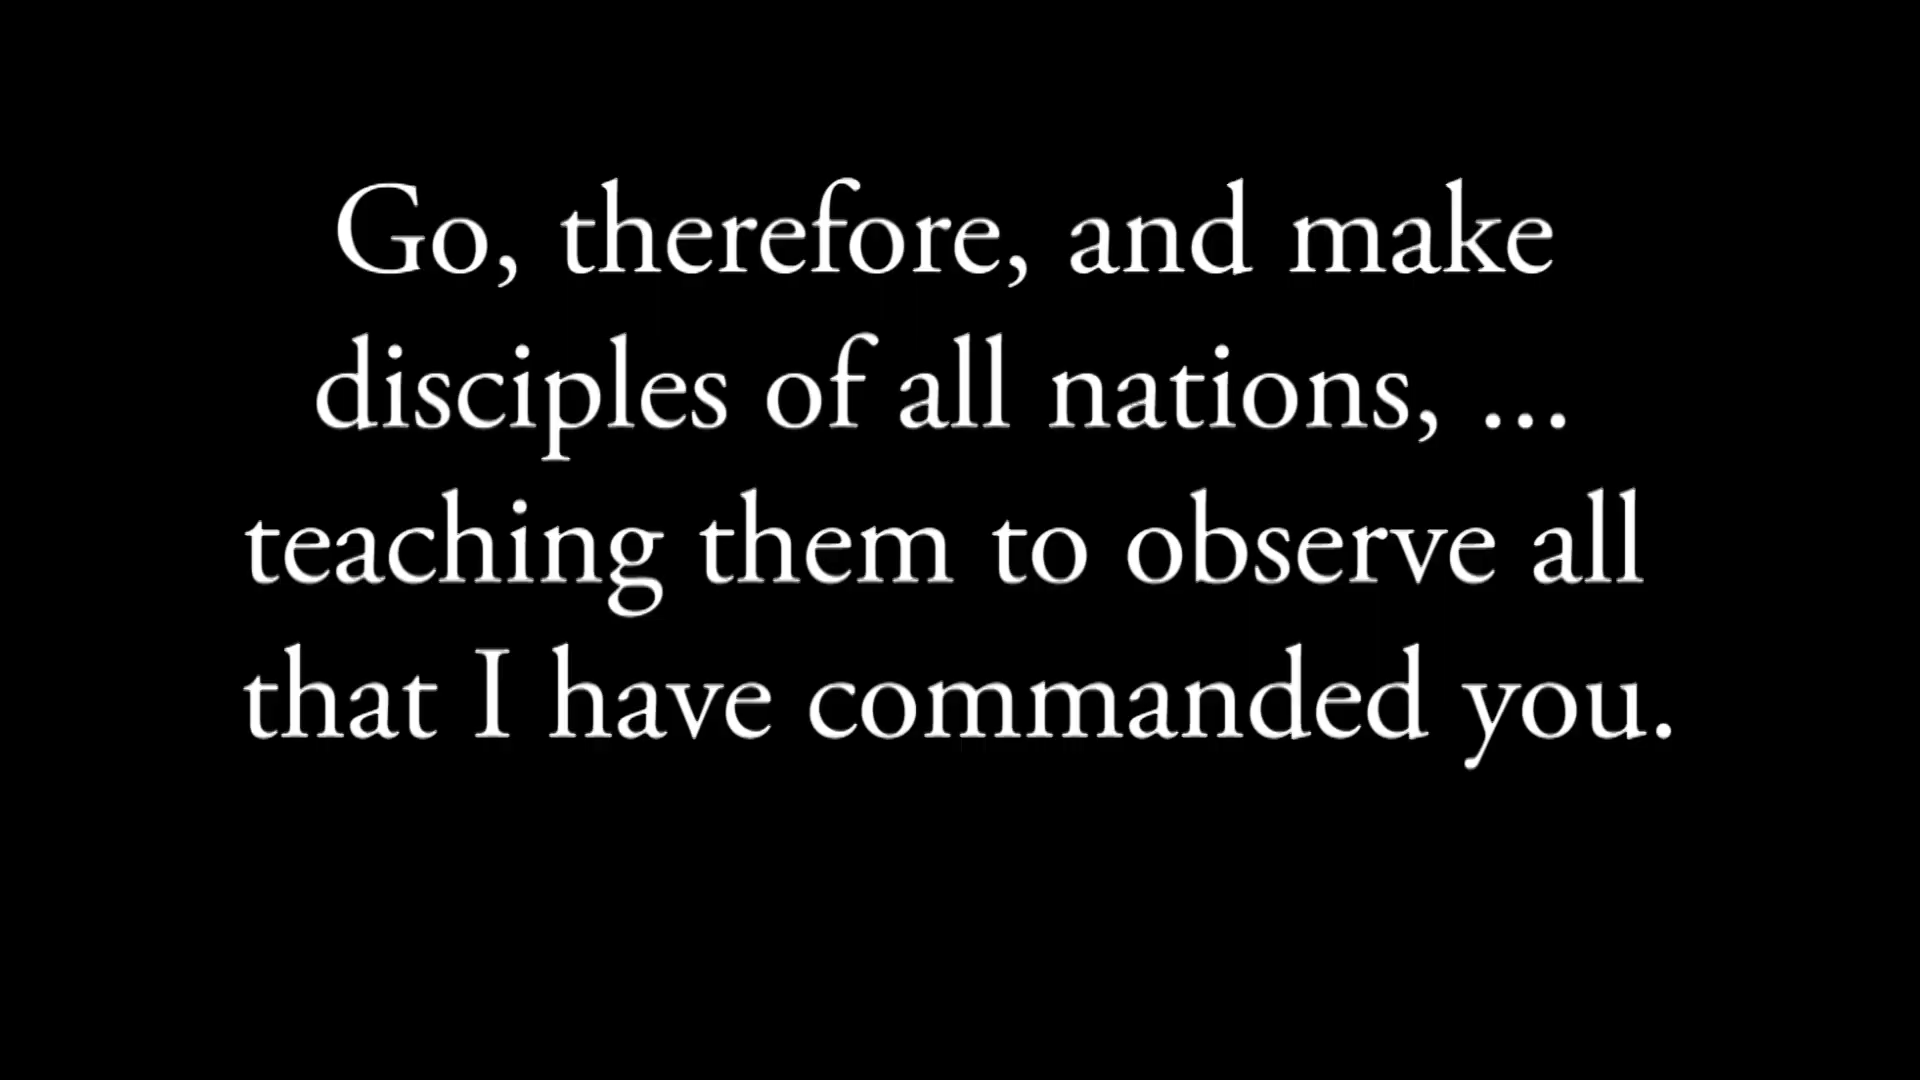 Go, therefore, and make
disciples of all nations, ...
teaching them to observe all
that I have commanded you.